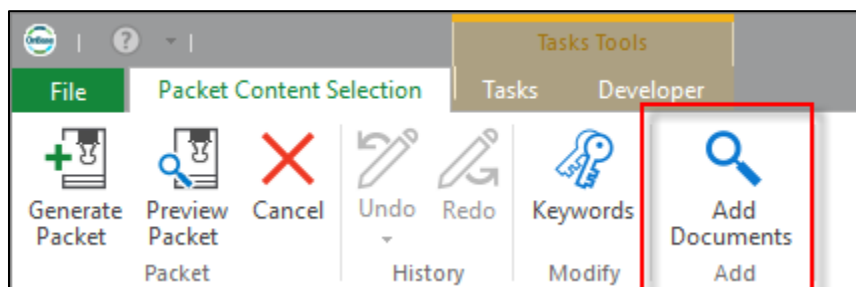 OnBase
?
Tasks Tools
File Packet Content Selection Tasks Developer
Generate Packet Preview Packet Cancel Undo Redo Keywords Add Documents
Packet History Modify Add